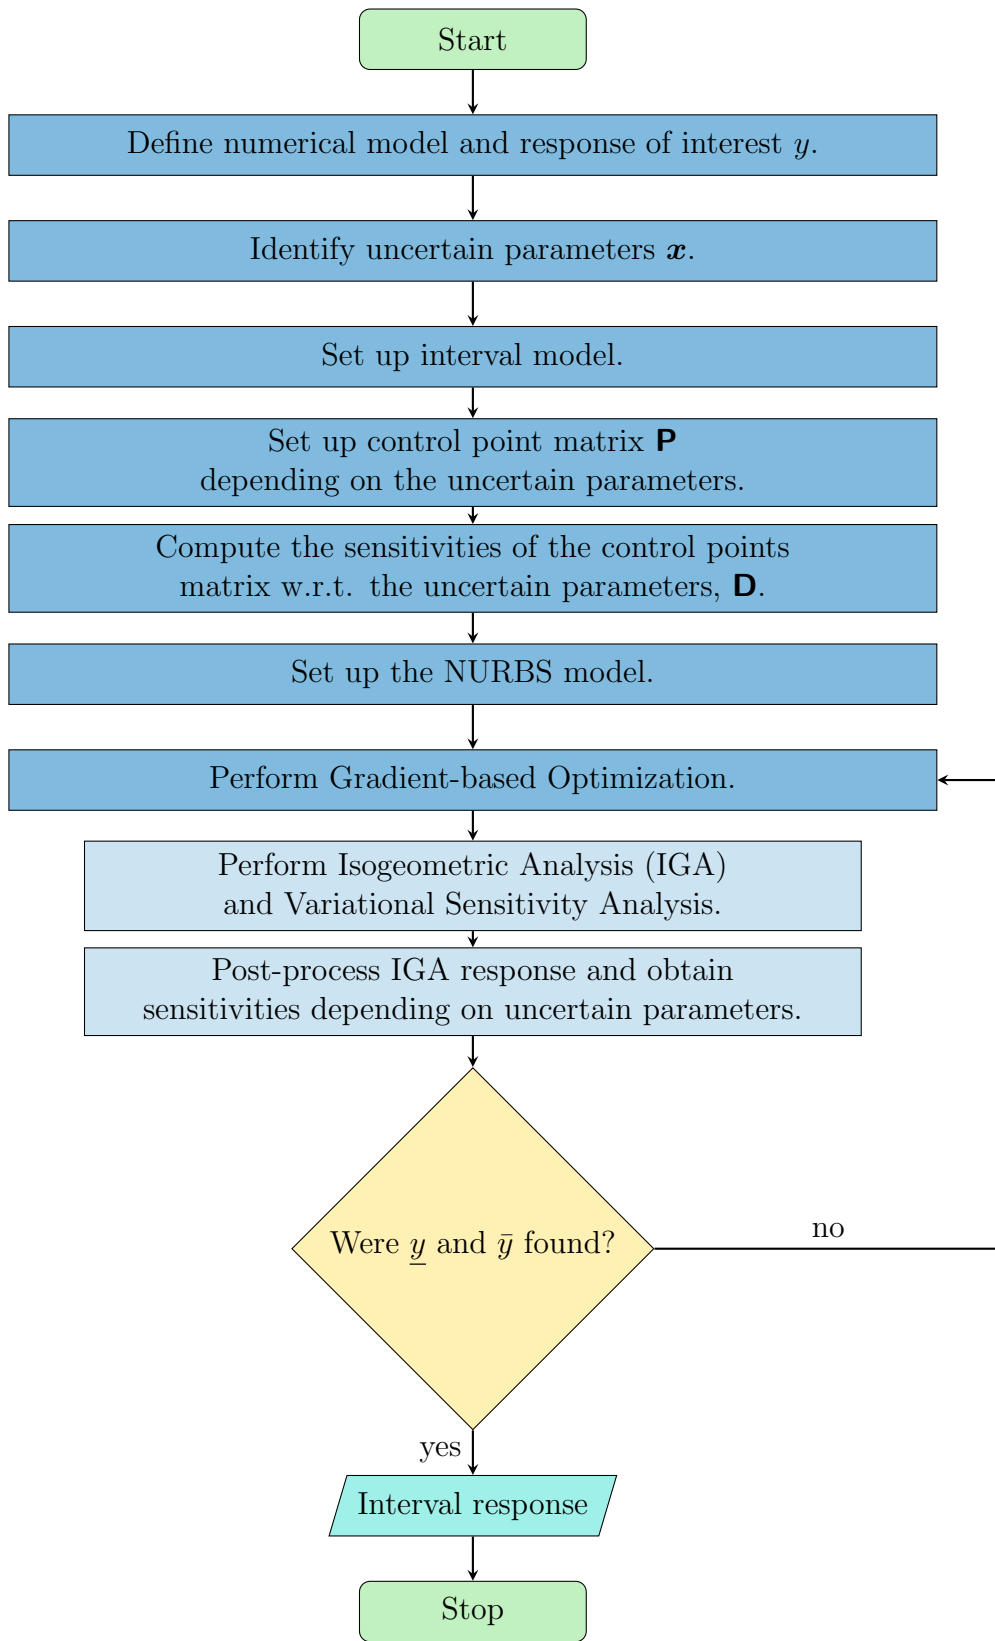 Start
Define numerical model and response of interest y.
Identify uncertain parameters x.
Set up interval model.
Set up control point matrix P
depending on the uncertain parameters.
Compute the sensitivities of the control points
matrix w.r.t. the uncertain parameters, D.
Set up the NURBS model.
Perform Gradient-based Optimization.
Perform Isogeometric Analysis (IGA)
and Variational Sensitivity Analysis.
Post-process IGA response and obtain
sensitivities depending on uncertain parameters.
Were y̲ and ȳ found?
no
yes
Interval response
Stop